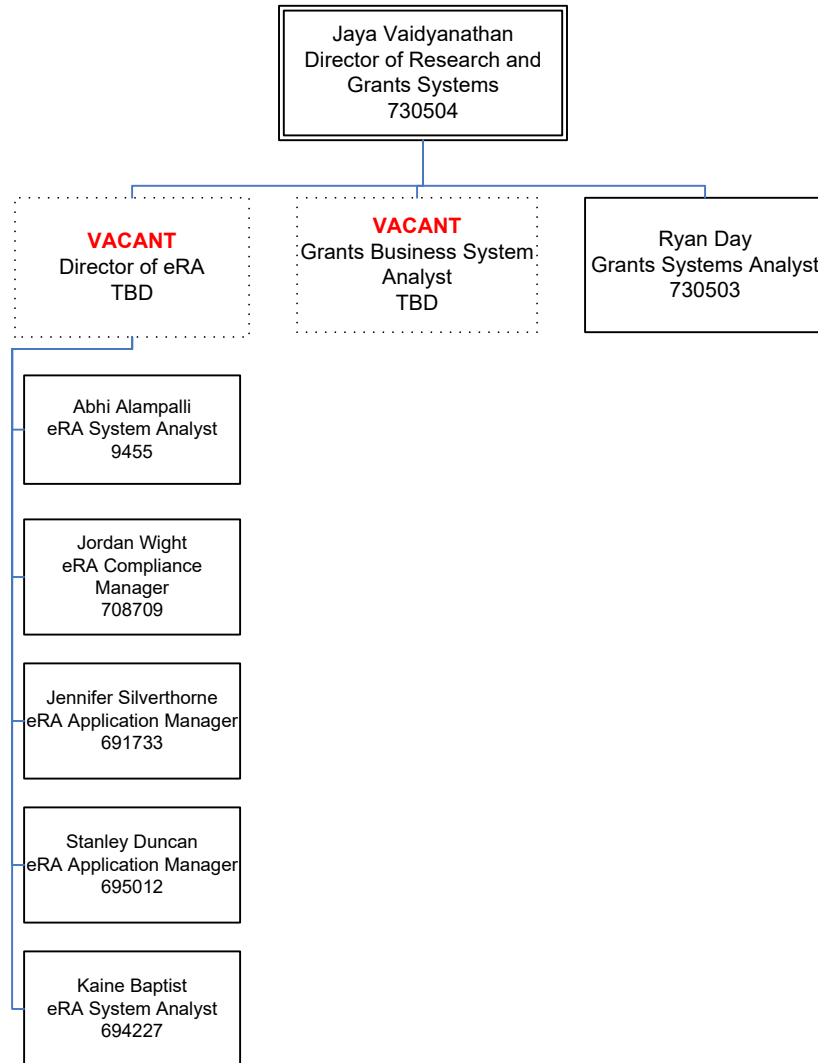 Jaya Vaidyanathan
Director of Research and
Grants Systems
730504
VACANT
Director of eRA
TBD
VACANT
Grants Business System
Analyst
TBD
Ryan Day
Grants Systems Analyst
730503
Abhi Alampalli
eRA System Analyst
9455
Jordan Wight
eRA Compliance
Manager
708709
Jennifer Silverthorne
eRA Application Manager
691733
Stanley Duncan
eRA Application Manager
695012
Kaine Baptist
eRA System Analyst
694227